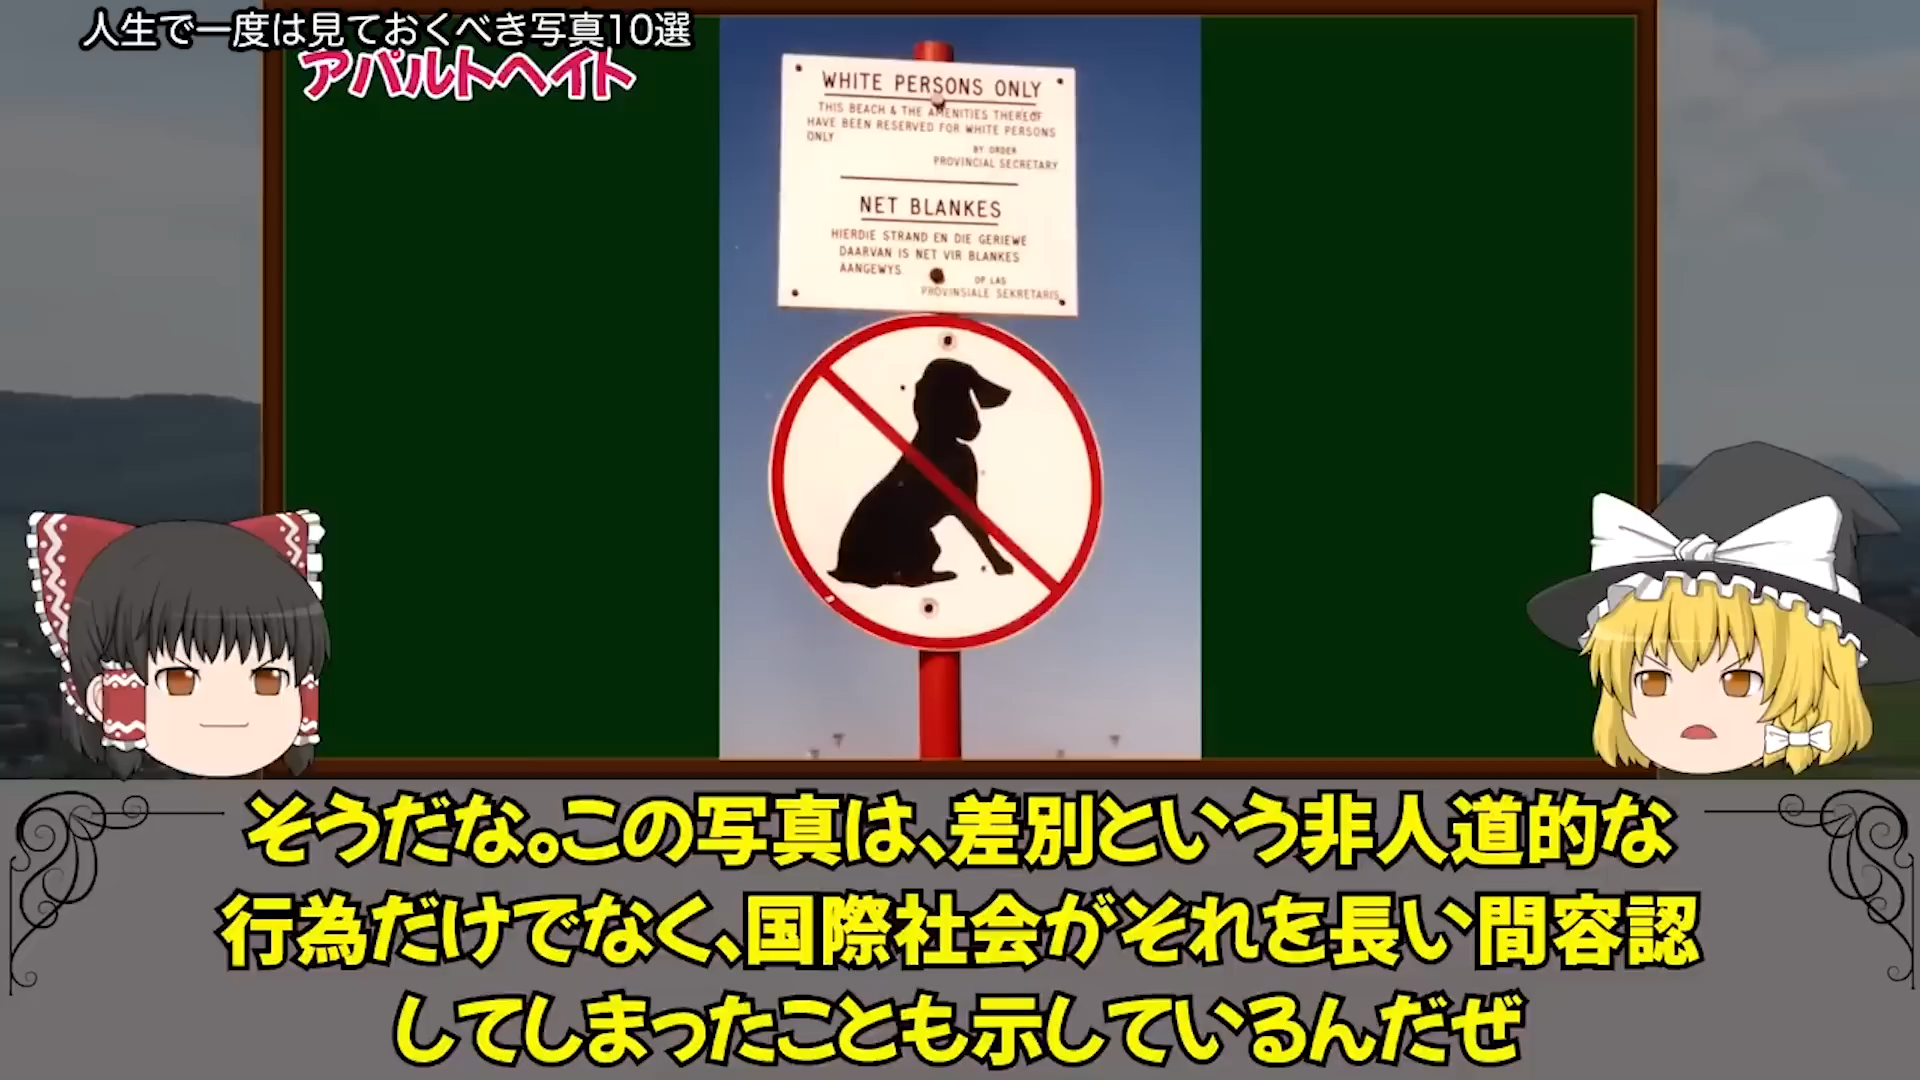 人生で一度は見ておくべき写真10選
アパルトヘイト
WHITE PERSONS ONLY
THIS BEACH & THE AMENITIES THEREOF
HAVE BEEN RESERVED FOR WHITE PERSONS
ONLY
BY ORDER
PROVINCIAL SECRETARY
NET BLANKES
HIERDIE STRAND EN DIE GERIEWE
DAARVAN IS NET VIR BLANKES
AANGEWYS
OP LAS
PROVINSIALE SEKRETARIS
そうだな。この写真は、差別という非人道的な
行為だけでなく、国際社会がそれを長い間容認
してしまったことも示しているんだぜ